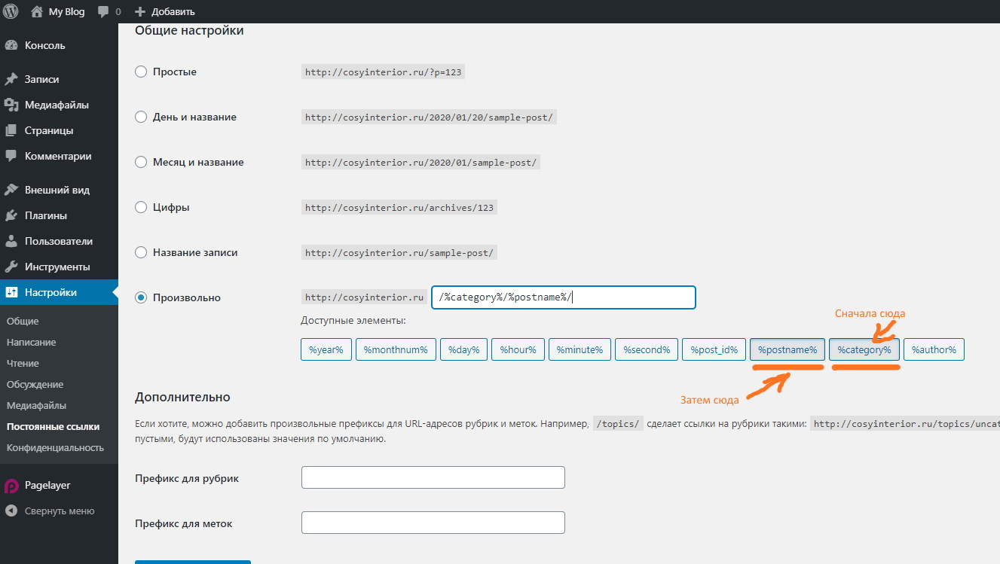 My Blog 0 Добавить
Консоль
Записи
Медиафайлы
Страницы
Комментарии
Внешний вид
Плагины
Пользователи
Инструменты
Настройки
Общие
Написание
Чтение
Обсуждение
Медиафайлы
Постоянные ссылки
Конфиденциальность
Pagelayer
Свернуть меню
Общие настройки
Простые http://cosyinterior.ru/?p=123
День и название http://cosyinterior.ru/2020/01/20/sample-post/
Месяц и название http://cosyinterior.ru/2020/01/sample-post/
Цифры http://cosyinterior.ru/archives/123
Название записи http://cosyinterior.ru/sample-post/
Произвольно http://cosyinterior.ru /%category%/%postname%/
Доступные элементы:
Сначала сюда
%year% %monthnum% %day% %hour% %minute% %second% %post_id% %postname% %category% %author%
Затем сюда
Дополнительно
Если хотите, можно добавить произвольные префиксы для URL-адресов рубрик и меток. Например, /topics/ сделает ссылки на рубрики такими: http://cosyinterior.ru/topics/uncat
пустыми, будут использованы значения по умолчанию.
Префикс для рубрик
Префикс для меток